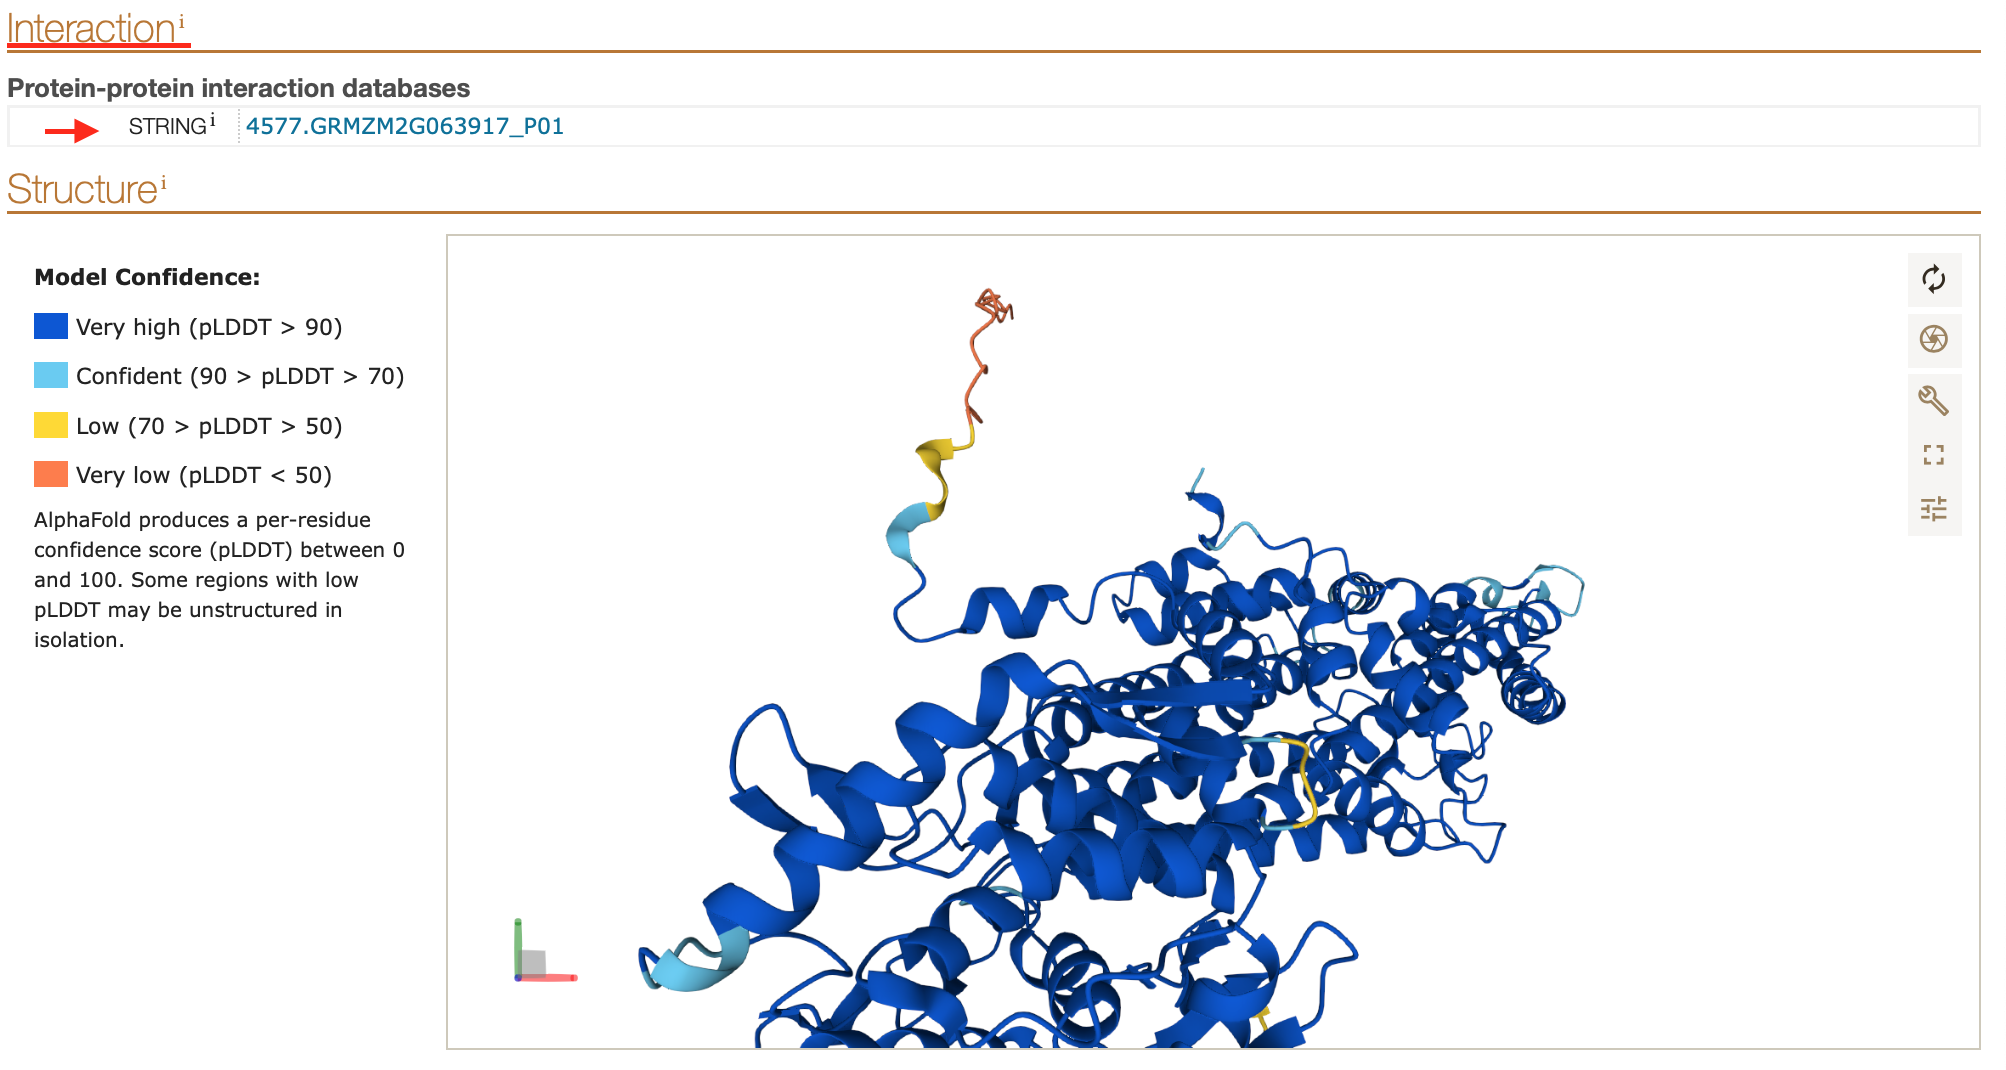 Interaction i
Protein-protein interaction databases
STRING i 4577.GRMZM2G063917_P01
Structure i
Model Confidence:
Very high (pLDDT > 90)
Confident (90 > pLDDT > 70)
Low (70 > pLDDT > 50)
Very low (pLDDT < 50)
AlphaFold produces a per-residue
confidence score (pLDDT) between 0
and 100. Some regions with low
pLDDT may be unstructured in
isolation.